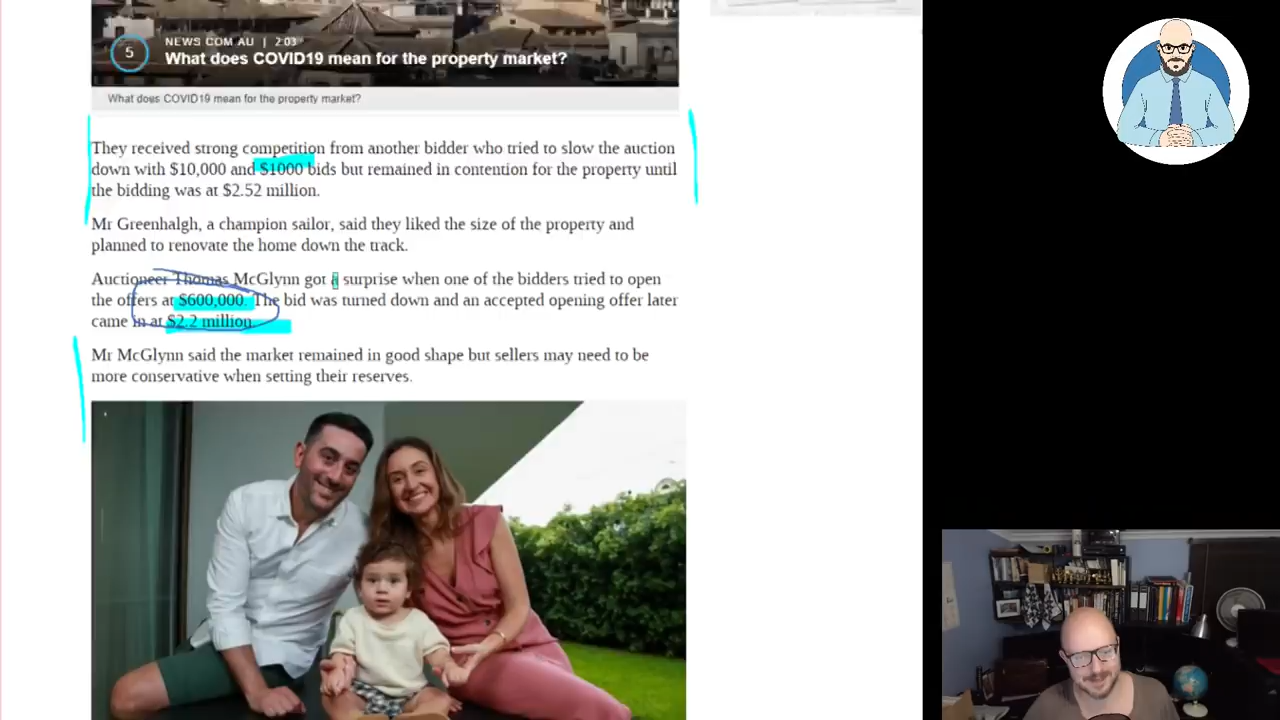 NEWS COM AU | 2:03
5
What does COVID19 mean for the property market?
What does COVID19 mean for the property market?
They received strong competition from another bidder who tried to slow the auction
down with $10,000 and $1000 bids but remained in contention for the property until
the bidding was at $2.52 million.
Mr Greenhalgh, a champion sailor, said they liked the size of the property and
planned to renovate the home down the track.
Auctioneer Thomas McGlynn got a surprise when one of the bidders tried to open
the offers at $600,000. The bid was turned down and an accepted opening offer later
came in at $2.2 million.
Mr McGlynn said the market remained in good shape but sellers may need to be
more conservative when setting their reserves.